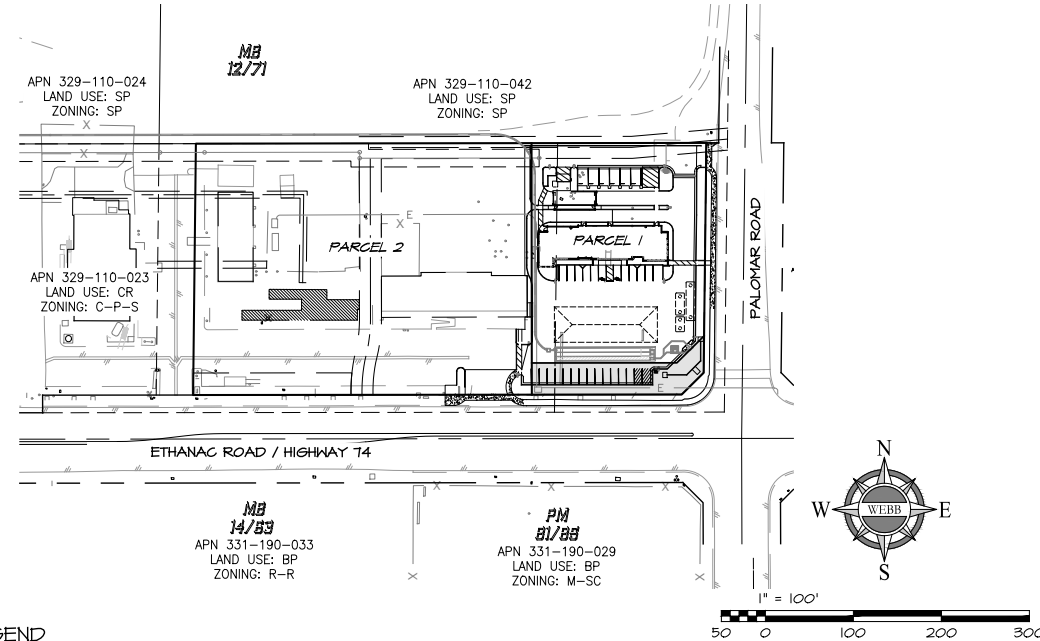 MB
12/71
APN 329-110-024
LAND USE: SP
ZONING: SP
APN 329-110-042
LAND USE: SP
ZONING: SP
X
X
E
X
PARCEL 2
PARCEL 1
PALOMAR ROAD
APN 329-110-023
LAND USE: CR
ZONING: C-P-S
E
ETHANAC ROAD / HIGHWAY 74
X
X
X
MB
14/63
APN 331-190-033
LAND USE: BP
ZONING: R-R
PM
81/88
APN 331-190-029
LAND USE: BP
ZONING: M-SC
X
X
N
W
WEBB
E
S
1" = 100'
50 0 100 200 300
GEND